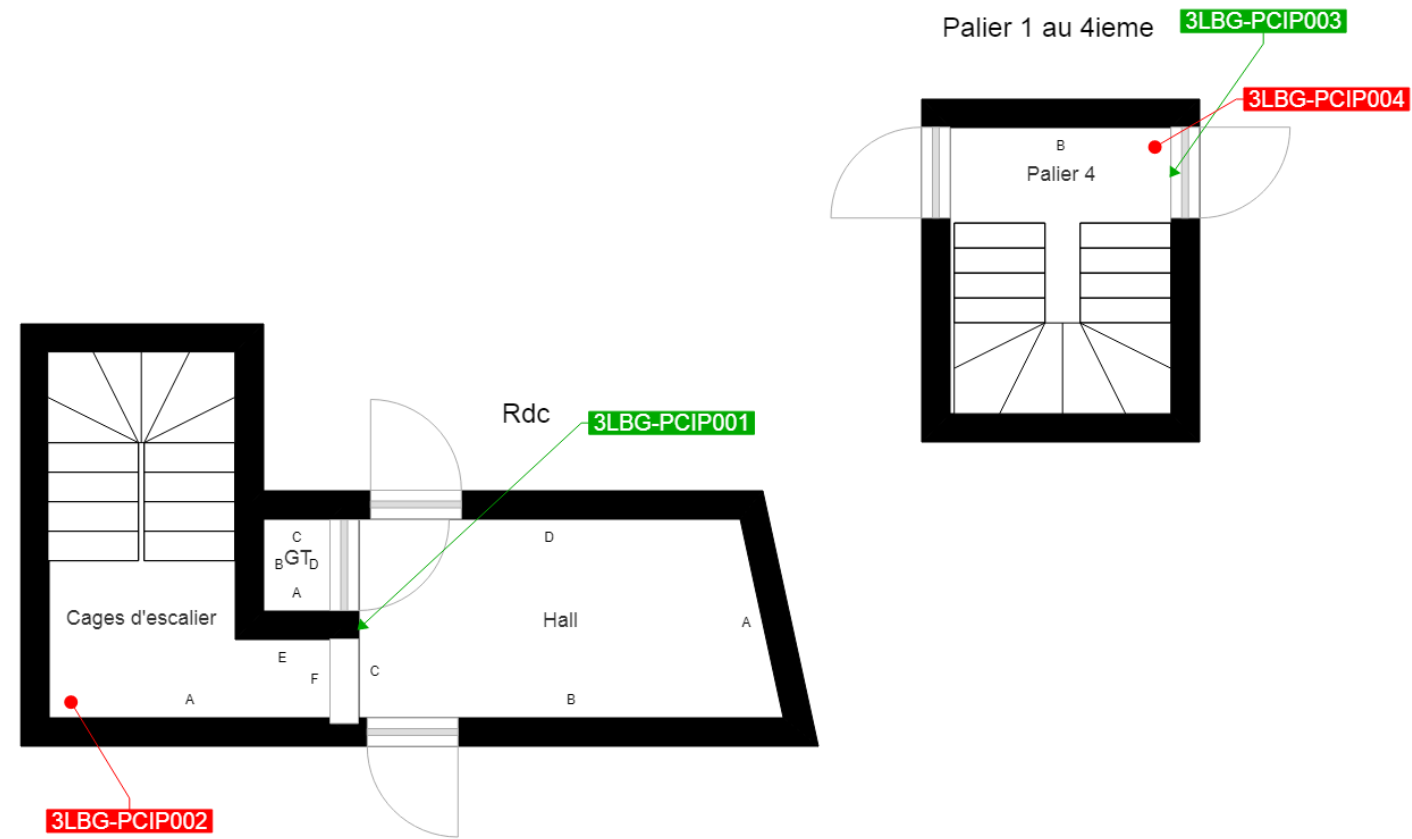 Palier 1 au 4ieme
3LBG-PCIP003
3LBG-PCIP004
B
Palier 4
Rdc
3LBG-PCIP001
C
B GT D
A
D
Cages d'escalier
Hall
A
E
F
C
A
B
3LBG-PCIP002